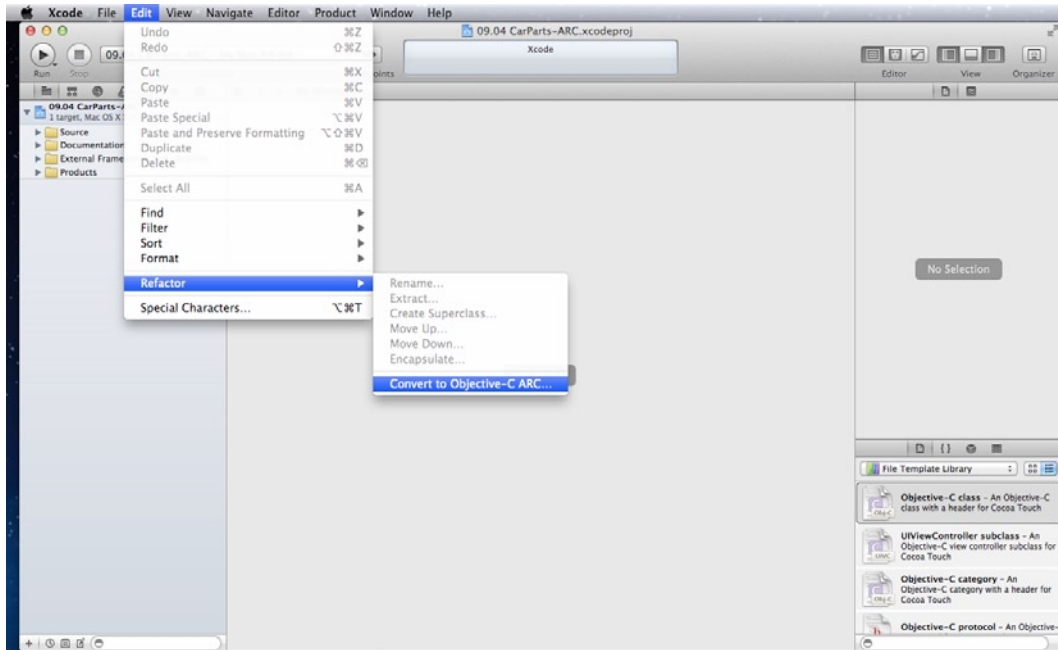 Xcode File Edit View Navigate Editor Product Window Help
09.04 CarParts-ARC.xcodeproj
Xcode
Run Stop
Editor View Organizer
1 target, Mac OS X
Source
Documentation
External Frame
Products
Undo ⌘Z
Redo ⇧⌘Z
Cut ⌘X
Copy ⌘C
Paste ⌘V
Paste Special
Paste and Preserve Formatting ⌥⇧⌘V
Duplicate ⌘D
Delete ⌘⌫
Select All ⌘A
Find
Filter
Sort
Format
Refactor
Special Characters... ⌥⌘T
Rename...
Extract...
Create Superclass...
Move Up...
Move Down...
Encapsulate...
Convert to Objective-C ARC...
No Selection
{}
File Template Library
Objective-C class - An Objective-C
class with a header for Cocoa Touch
UIViewController subclass - An
Objective-C view controller subclass for
Cocoa Touch
Objective-C category - An
Objective-C category with a header for
Cocoa Touch
Objective-C protocol - An Objective-